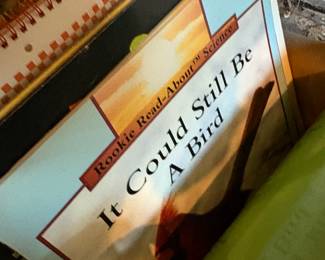 Rookie Read-About™ Science
It Could Still Be
A Bird